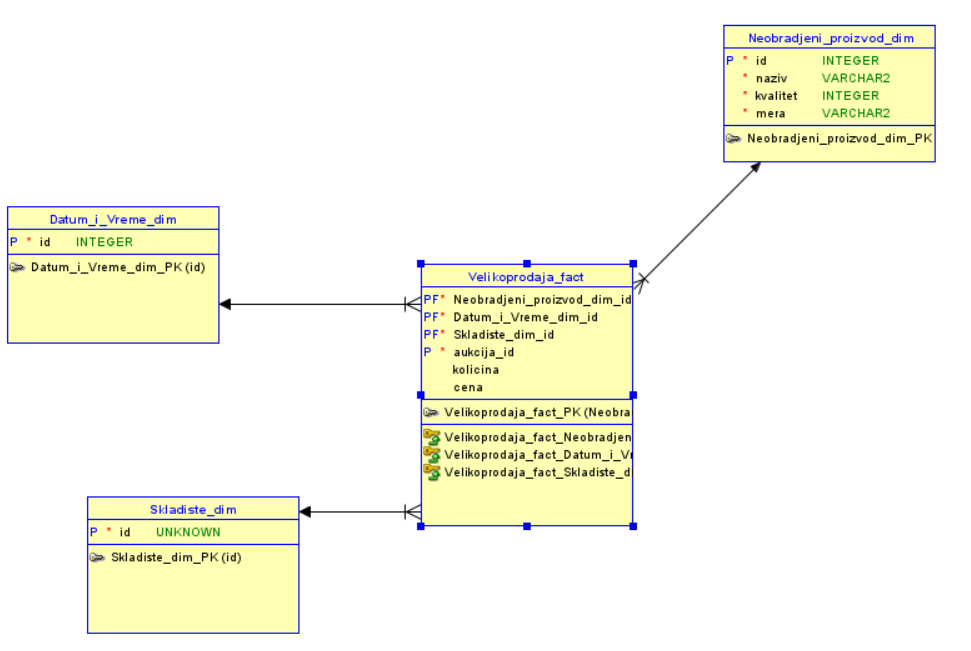 Neobradjeni_proizvod_dim
P * id INTEGER
* naziv VARCHAR2
* kvalitet INTEGER
* mera VARCHAR2
Neobradjeni_proizvod_dim_PK
Datum_i_Vreme_dim
P * id INTEGER
Datum_i_Vreme_dim_PK (id)
Velikoprodaja_fact
PF* Neobradjeni_proizvod_dim_id
PF* Datum_i_Vreme_dim_id
PF* Skladiste_dim_id
P * aukcija_id
kolicina
cena
Velikoprodaja_fact_PK (Neobra
Velikoprodaja_fact_Neobradjen
Velikoprodaja_fact_Datum_i_Vr
Velikoprodaja_fact_Skladiste_di
Skladiste_dim
P * id UNKNOWN
Skladiste_dim_PK (id)